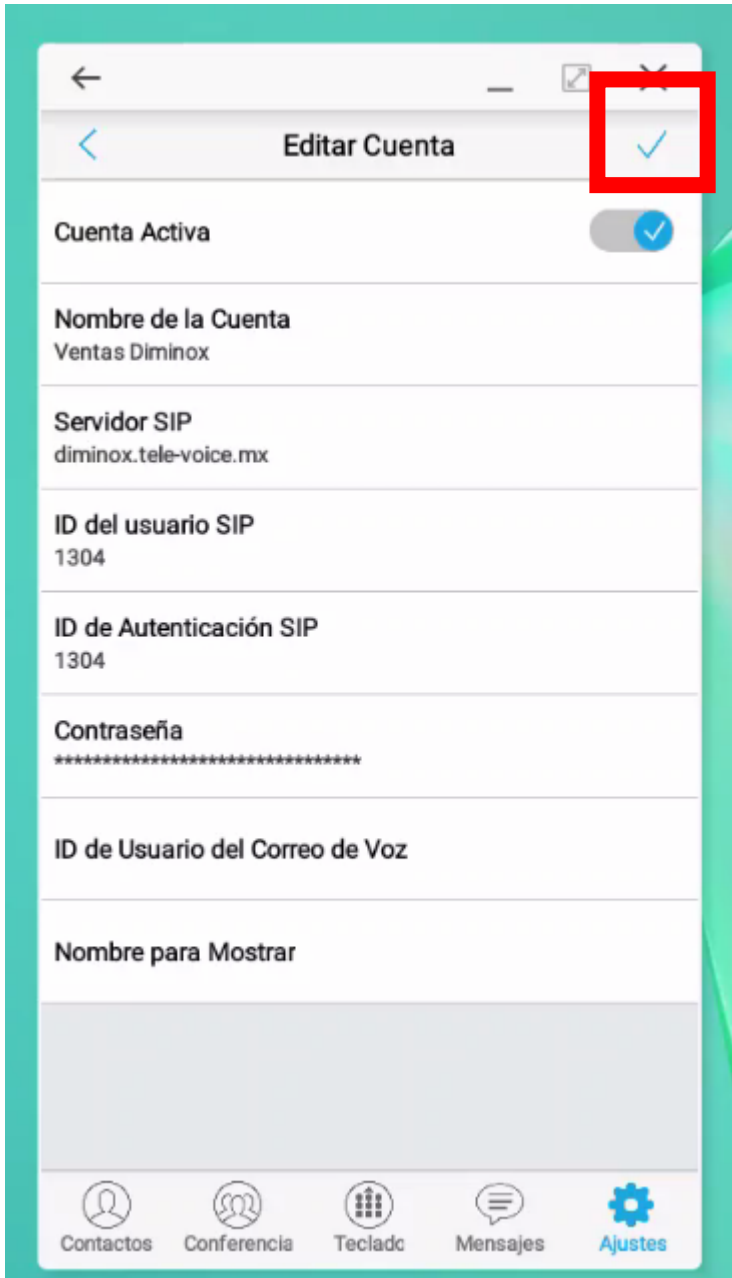 Editar Cuenta
Cuenta Activa
Nombre de la Cuenta
Ventas Diminox
Servidor SIP
diminox.tele-voice.mx
ID del usuario SIP
1304
ID de Autenticación SIP
1304
Contraseña
********************************
ID de Usuario del Correo de Voz
Nombre para Mostrar
Contactos Conferencia Teclado Mensajes Ajustes